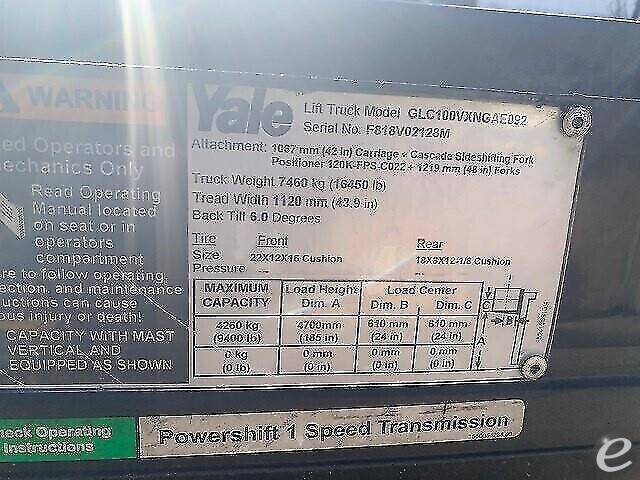 WARNING
ed Operators and
echanics Only
Read Operating
Manual located
on seat or in
operators
compartment
re to follow operating,
ection, and maintenance
uctions can cause
ous injury or death!
CAPACITY WITH MAST
VERTICAL AND
EQUIPPED AS SHOWN
Yale
Lift Truck Model GLC100VXNGAE092
Serial No. F818V02128M
Attachment: 1067 mm (42 in) Carriage + Cascade Sideshifting Fork
Positioner 120K-FPS-C022 + 1219 mm (48 in) Forks
Truck Weight 7460 kg (16450 lb)
Tread Width 1120 mm (43.9 in)
Back Tilt 6.0 Degrees
Tire Front Rear
Size 22X12X16 Cushion 18X8X12-1/8 Cushion
Pressure --- ---
MAXIMUM CAPACITY Load Height Dim. A Load Center Dim. B Dim. C
4260 kg 4700mm 610 mm 610 mm
(9400 lb) (185 in) (24 in) (24 in)
0 kg 0 mm 0 mm 0 mm
(0 lb) (0 in) (0 in) (0 in)
C
B
A
heck Operating
Instructions
Powershift 1 Speed Transmission
e